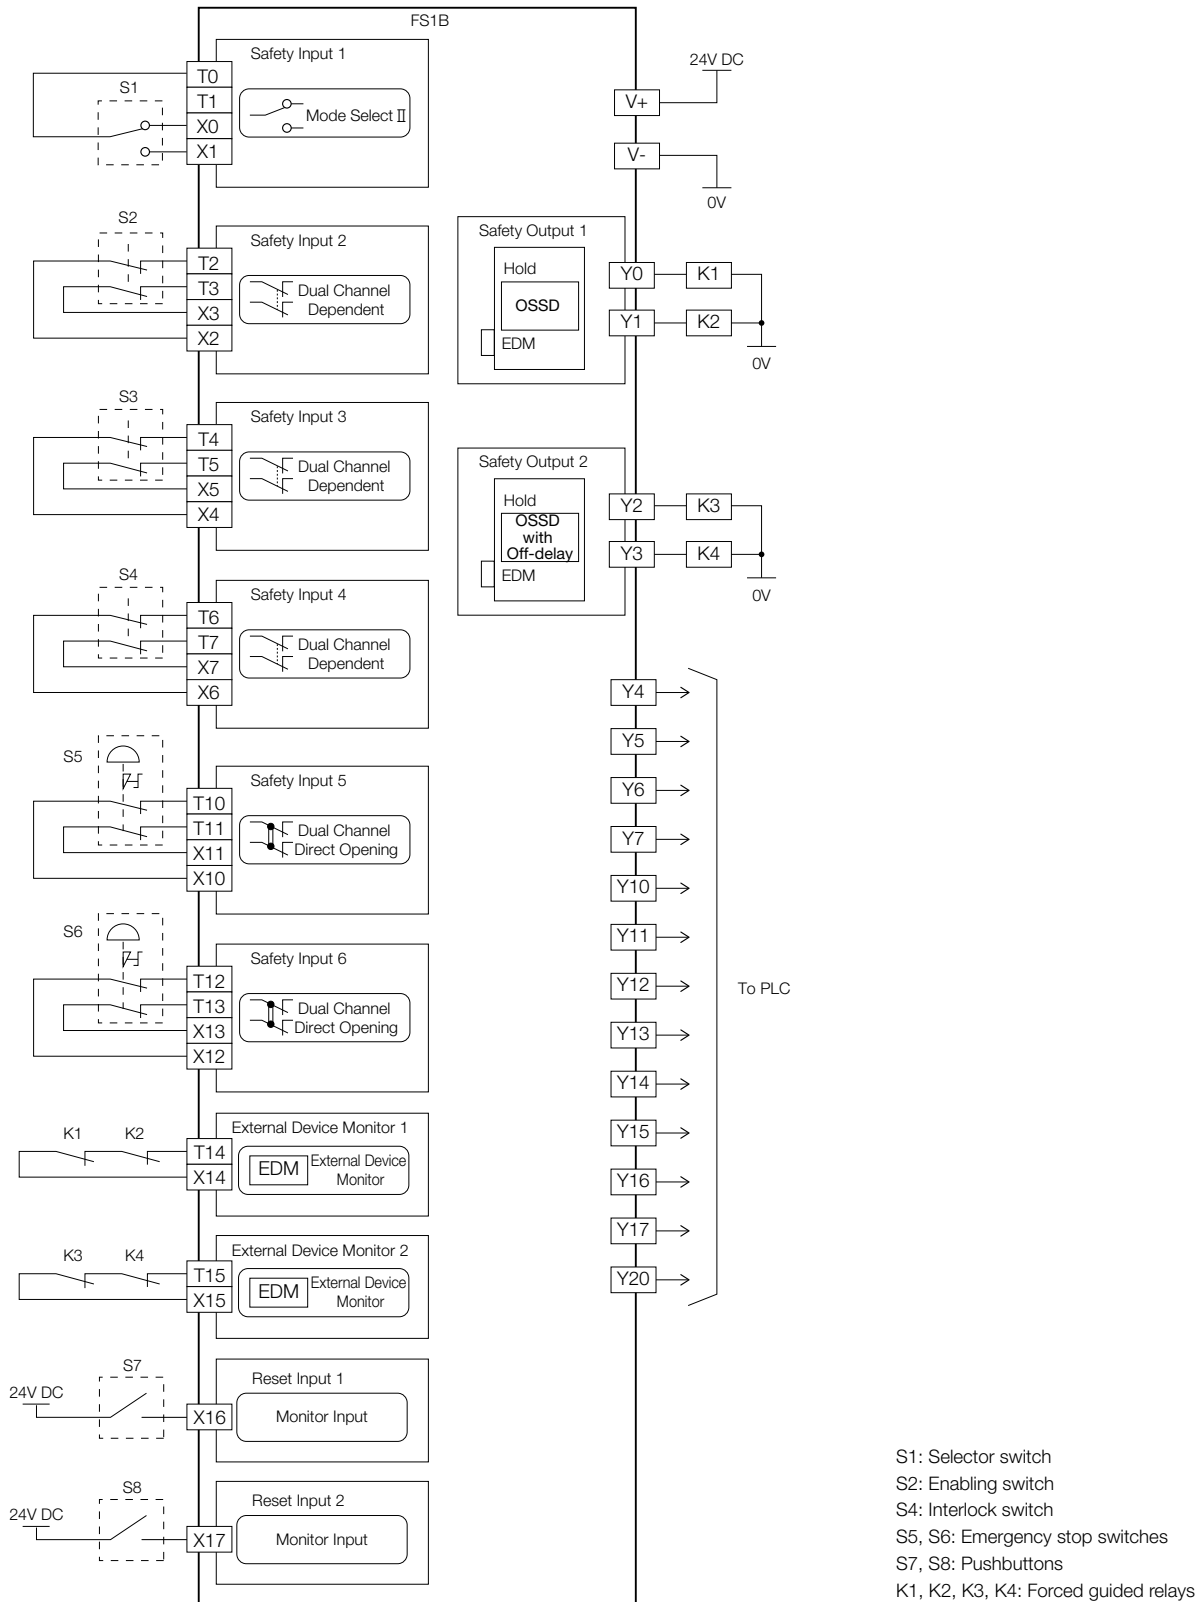 FS1B
Safety Input 1
S1
T0
T1
X0
X1
Mode Select Ⅱ
24V DC
V+
V-
0V
S2
Safety Input 2
T2
T3
X3
X2
Dual Channel
Dependent
Safety Output 1
Hold
OSSD
EDM
Y0
K1
Y1
K2
0V
S3
Safety Input 3
T4
T5
X5
X4
Dual Channel
Dependent
Safety Output 2
Hold
OSSD
with
Off-delay
EDM
Y2
K3
Y3
K4
0V
S4
Safety Input 4
T6
T7
X7
X6
Dual Channel
Dependent
S5
Safety Input 5
T10
T11
X11
X10
Dual Channel
Direct Opening
S6
Safety Input 6
T12
T13
X13
X12
Dual Channel
Direct Opening
Y4
Y5
Y6
Y7
Y10
Y11
Y12
Y13
Y14
Y15
Y16
Y17
Y20
To PLC
External Device Monitor 1
K1
K2
T14
X14
EDM
External Device
Monitor
External Device Monitor 2
K3
K4
T15
X15
EDM
External Device
Monitor
S7
24V DC
Reset Input 1
X16
Monitor Input
S8
24V DC
Reset Input 2
X17
Monitor Input
S1: Selector switch
S2: Enabling switch
S4: Interlock switch
S5, S6: Emergency stop switches
S7, S8: Pushbuttons
K1, K2, K3, K4: Forced guided relays